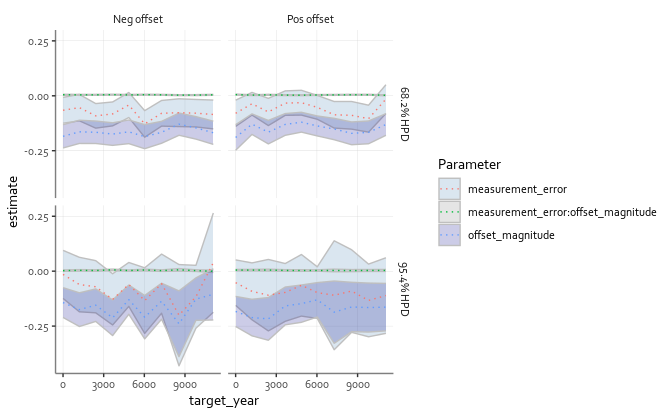 Neg offset
Pos offset
0.25
0.00
-0.25
68.2% HPD
0.25
0.00
-0.25
95.4% HPD
estimate
0 3000 6000 9000
0 3000 6000 9000
target_year
Parameter
measurement_error
measurement_error:offset_magnitude
offset_magnitude